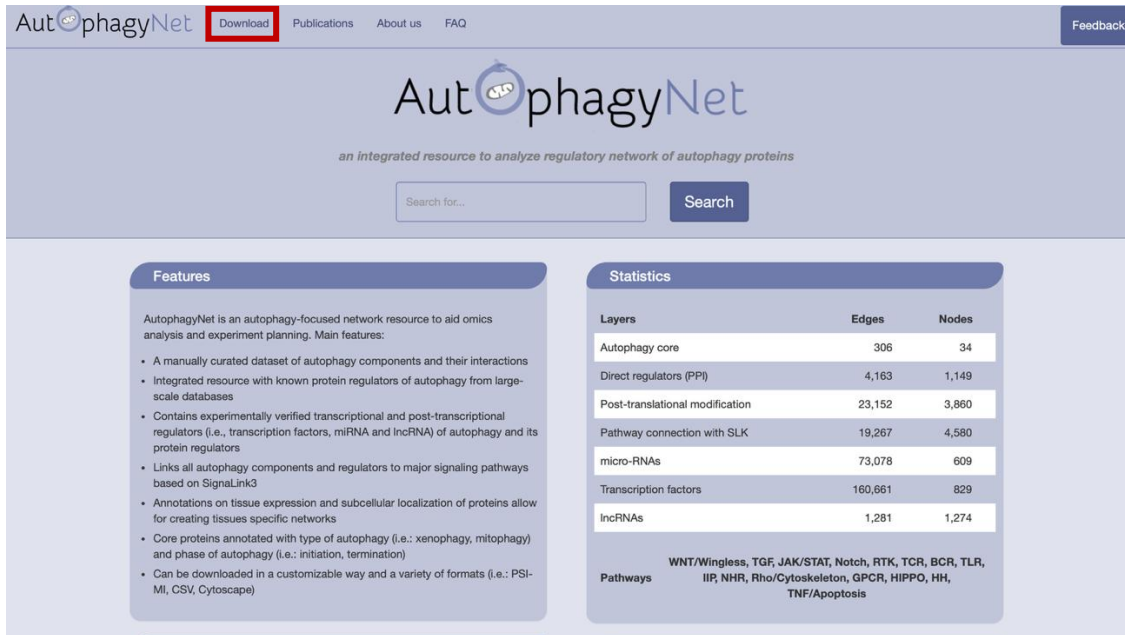 AutophagyNet Download Publications About us FAQ Feedback
AutophagyNet
an integrated resource to analyze regulatory network of autophagy proteins
Search for... Search
Features
AutophagyNet is an autophagy-focused network resource to aid omics
analysis and experiment planning. Main features:
• A manually curated dataset of autophagy components and their interactions
• Integrated resource with known protein regulators of autophagy from large-
scale databases
• Contains experimentally verified transcriptional and post-transcriptional
regulators (i.e., transcription factors, miRNA and lncRNA) of autophagy and its
protein regulators
• Links all autophagy components and regulators to major signaling pathways
based on SignaLink3
• Annotations on tissue expression and subcellular localization of proteins allow
for creating tissues specific networks
• Core proteins annotated with type of autophagy (i.e.: xenophagy, mitophagy)
and phase of autophagy (i.e.: initiation, termination)
• Can be downloaded in a customizable way and a variety of formats (i.e.: PSI-
MI, CSV, Cytoscape)
Statistics
Layers Edges Nodes
Autophagy core 306 34
Direct regulators (PPI) 4,163 1,149
Post-translational modification 23,152 3,860
Pathway connection with SLK 19,267 4,580
micro-RNAs 73,078 609
Transcription factors 160,661 829
lncRNAs 1,281 1,274
Pathways WNT/Wingless, TGF, JAK/STAT, Notch, RTK, TCR, BCR, TLR,
IIP, NHR, Rho/Cytoskeleton, GPCR, HIPPO, HH,
TNF/Apoptosis